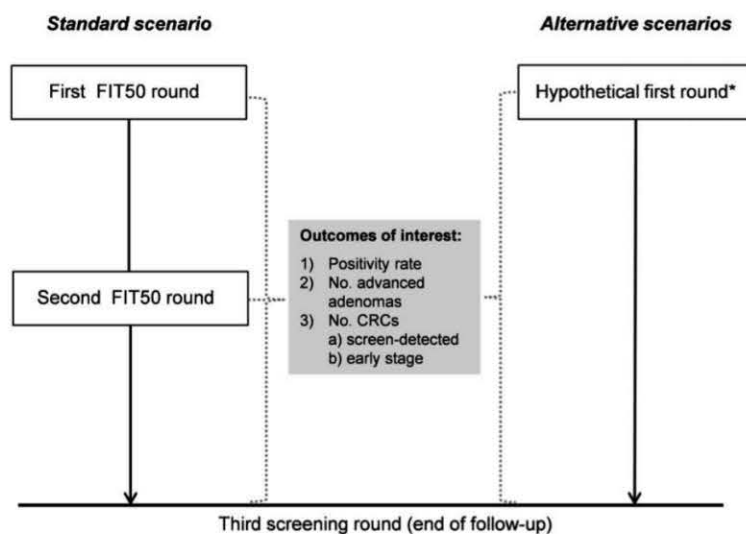 Standard scenario
Alternative scenarios
First FIT50 round
Hypothetical first round*
Outcomes of interest:
1) Positivity rate
2) No. advanced
adenomas
3) No. CRCs
a) screen-detected
b) early stage
Second FIT50 round
Third screening round (end of follow-up)